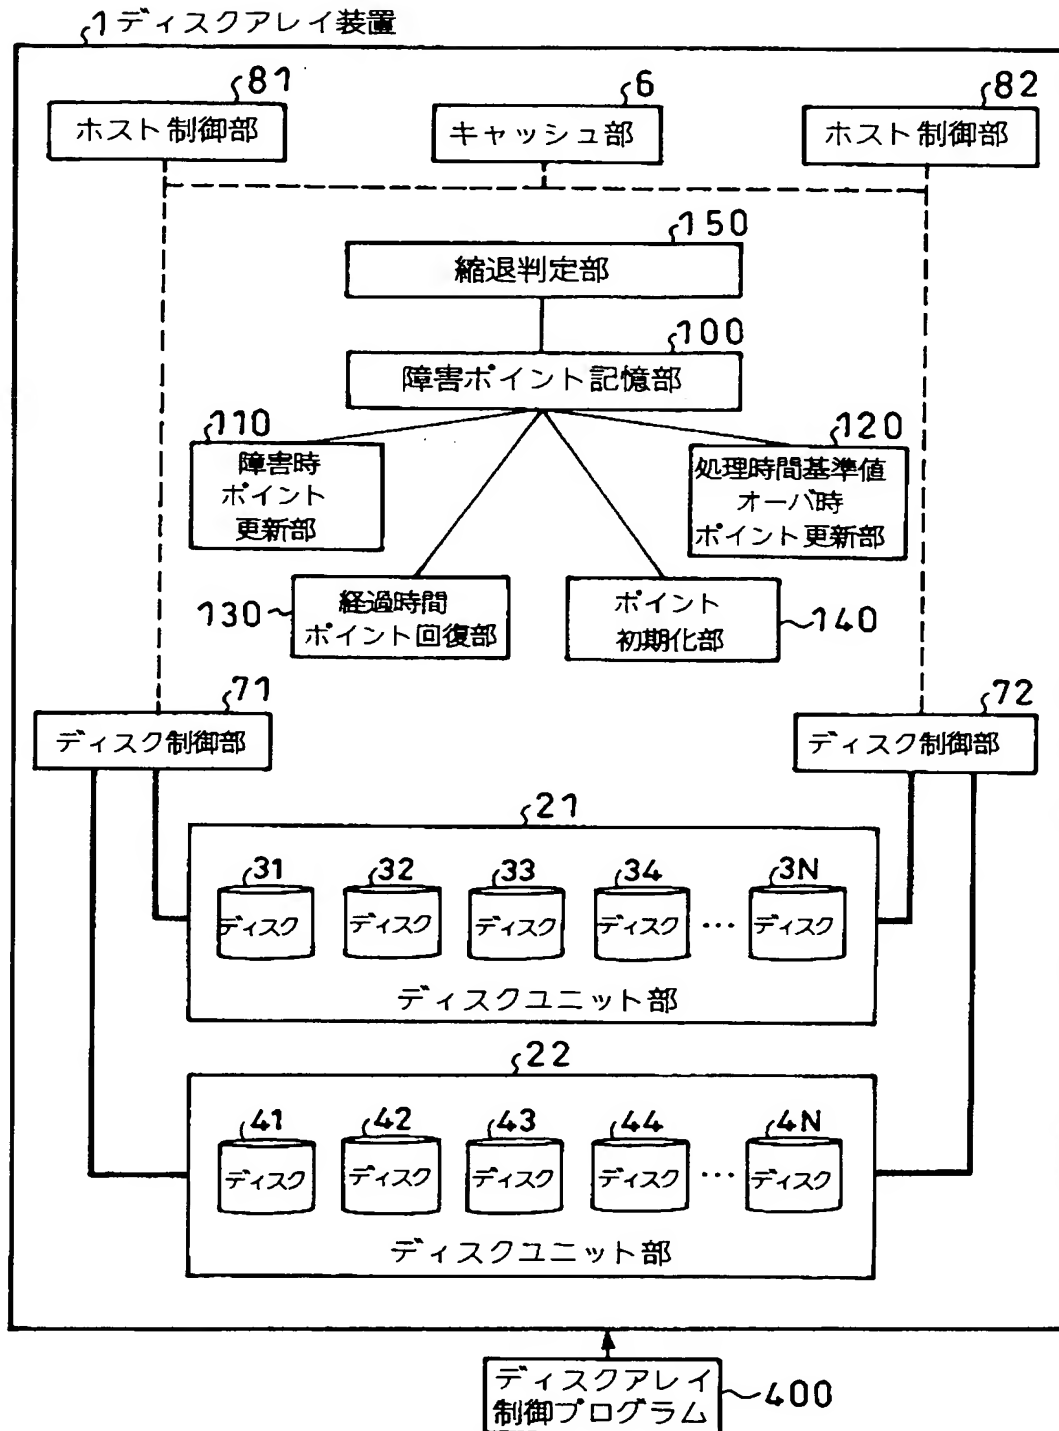 1 ディスクアレイ装置
81
6
82
ホスト制御部
キャッシュ部
ホスト制御部
150
縮退判定部
100
障害ポイント記憶部
110
障害時
ポイント
更新部
120
処理時間基準値
オーバ時
ポイント更新部
130
経過時間
ポイント回復部
ポイント
初期化部
140
71
ディスク制御部
72
ディスク制御部
21
31 32 33 34 3N
ディスク ディスク ディスク ディスク … ディスク
ディスクユニット部
22
41 42 43 44 4N
ディスク ディスク ディスク ディスク … ディスク
ディスクユニット部
ディスクアレイ
制御プログラム
400